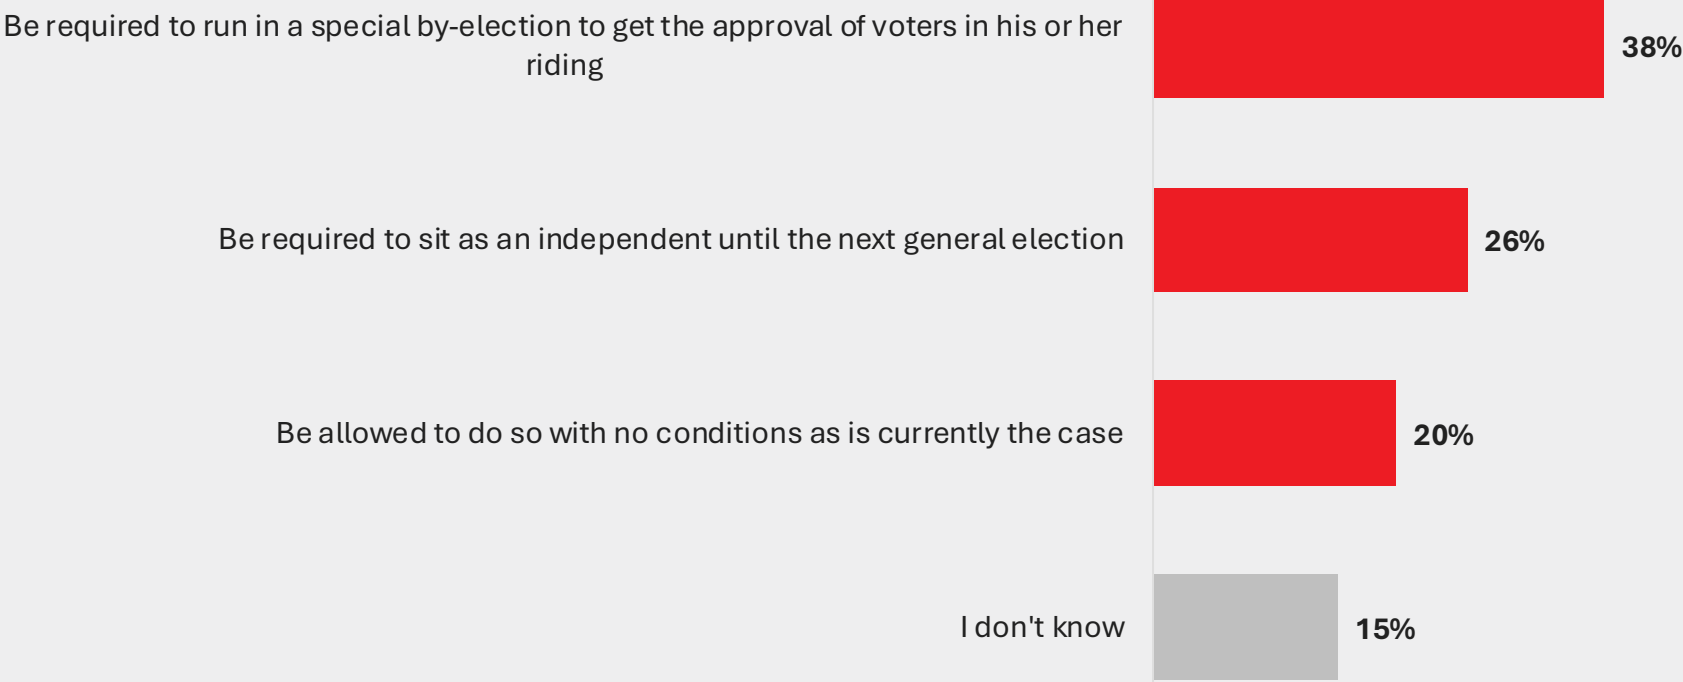 Be required to run in a special by-election to get the approval of voters in his or her
riding
38%
Be required to sit as an independent until the next general election
26%
Be allowed to do so with no conditions as is currently the case
20%
I don't know
15%